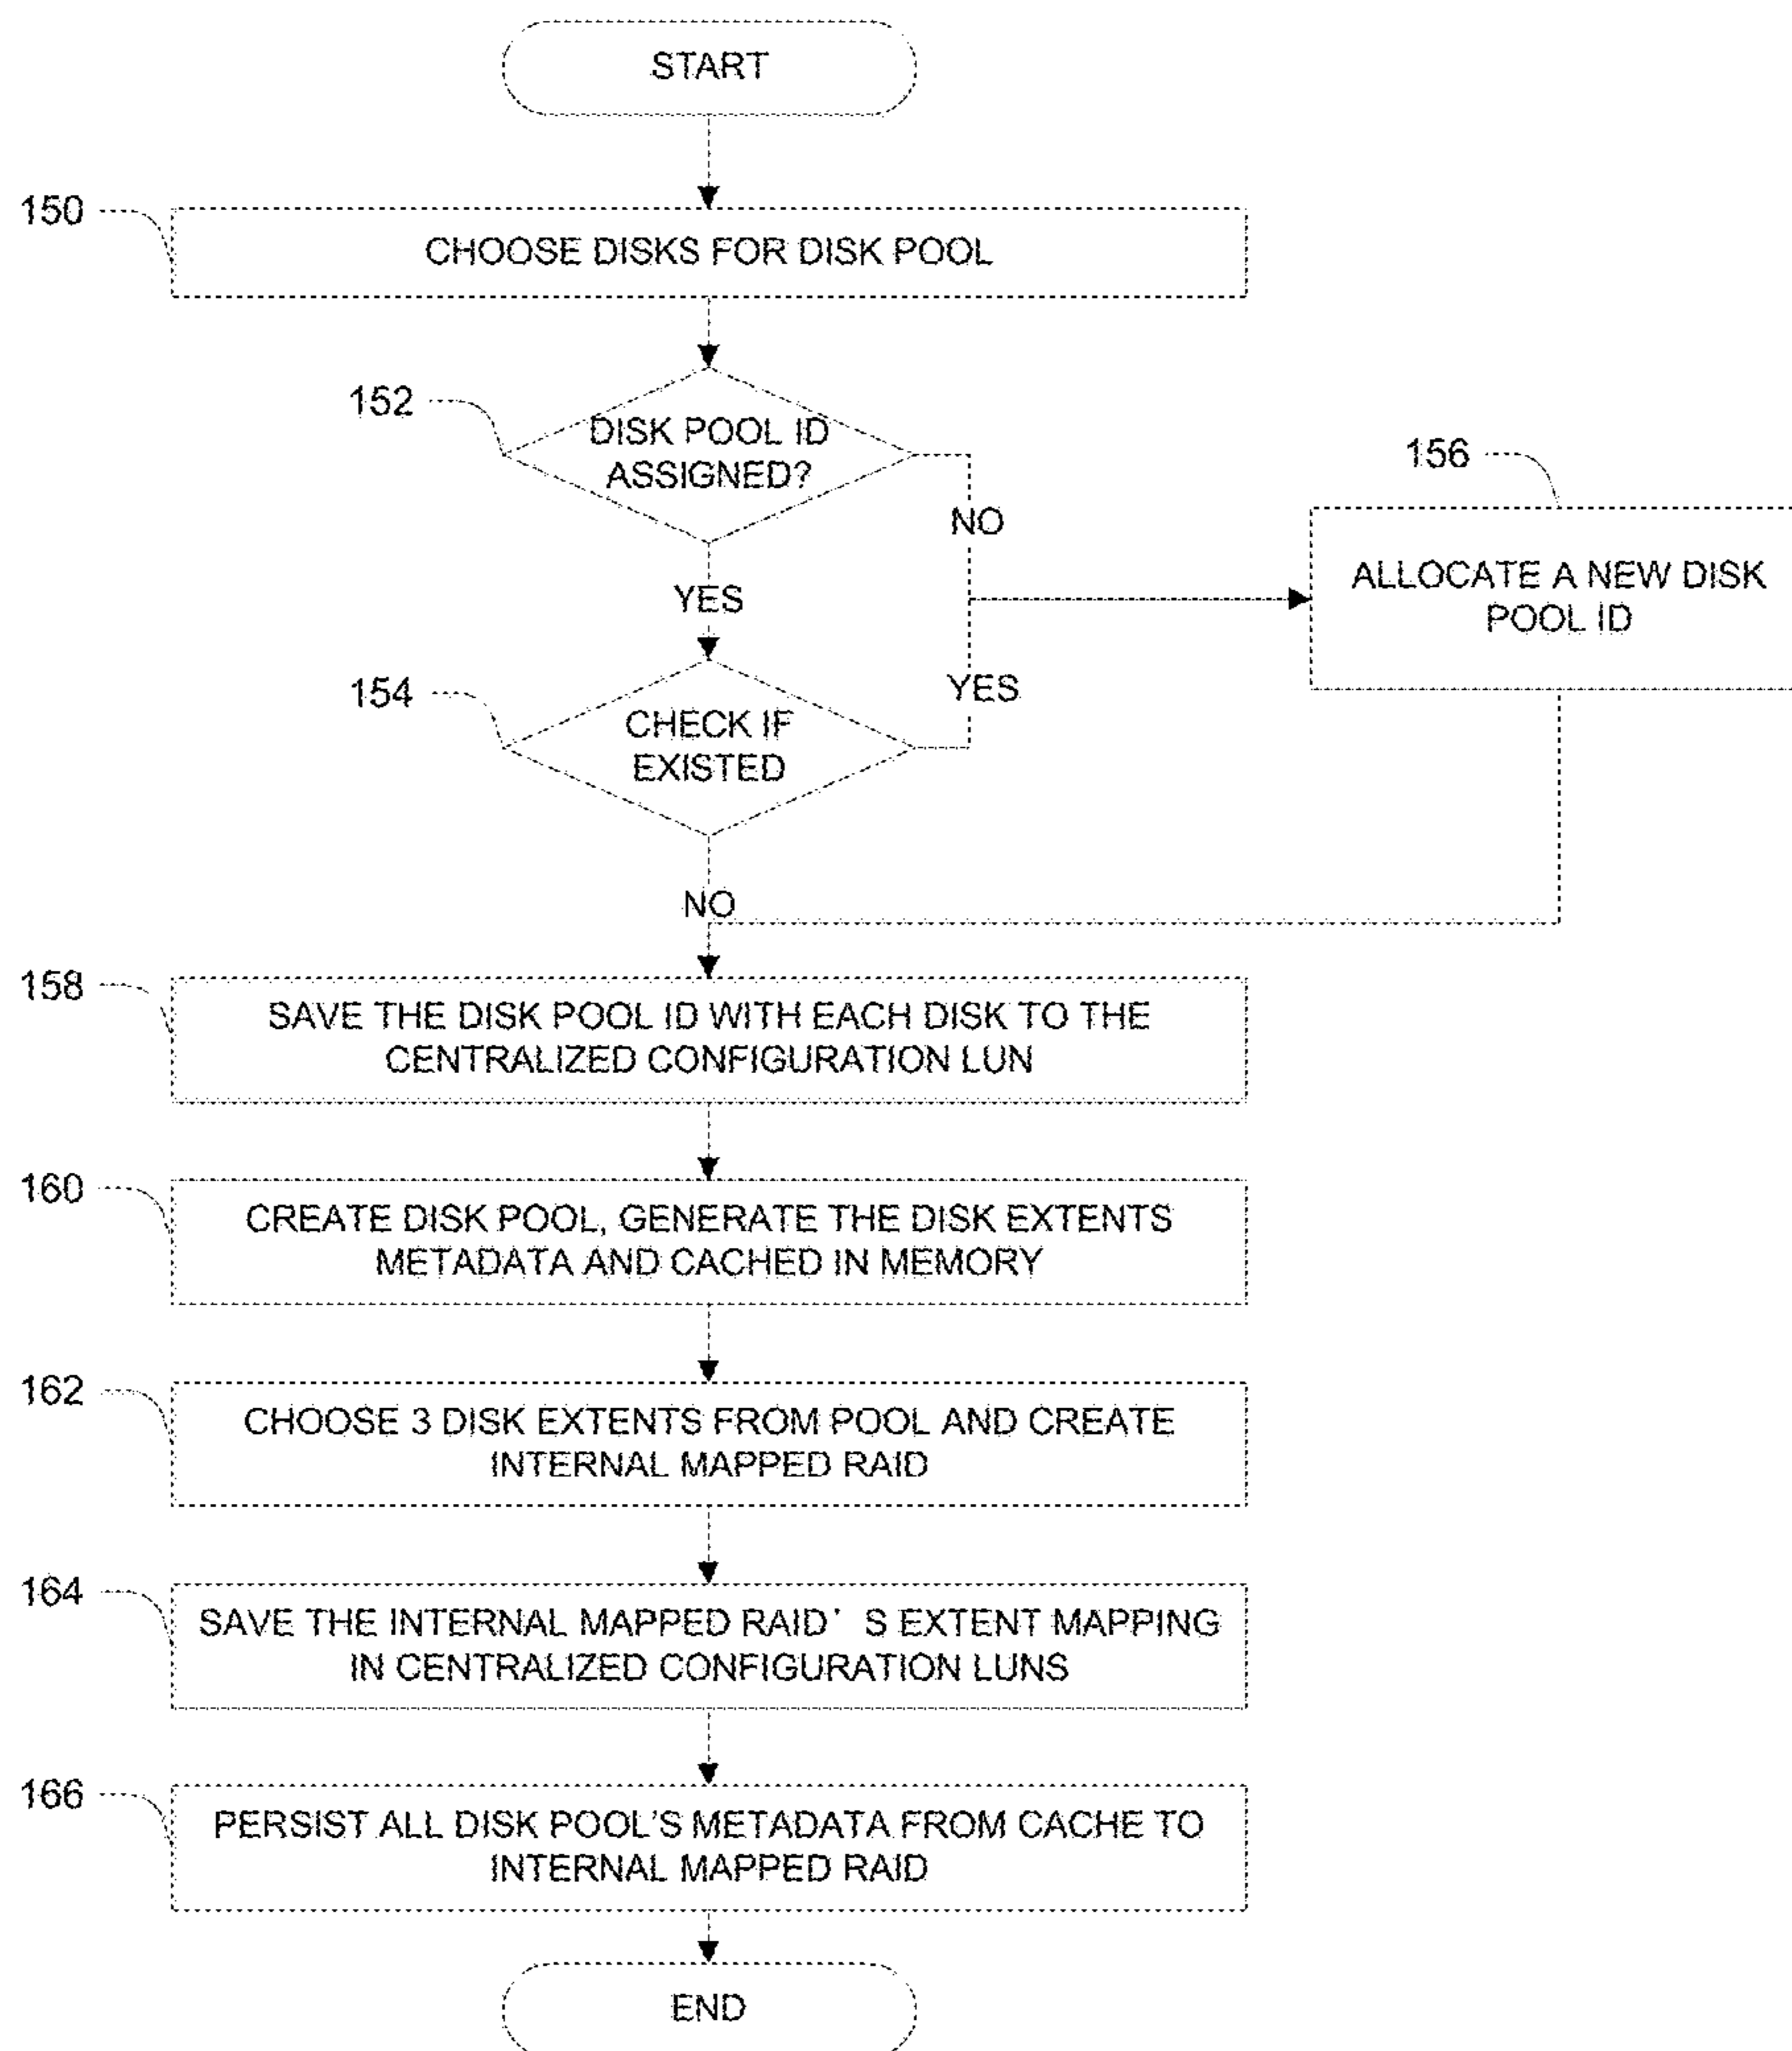 START
150
CHOOSE DISKS FOR DISK POOL
152
DISK POOL ID
ASSIGNED?
NO
156
ALLOCATE A NEW DISK
POOL ID
YES
154
CHECK IF
EXISTED
YES
NO
158
SAVE THE DISK POOL ID WITH EACH DISK TO THE
CENTRALIZED CONFIGURATION LUN
160
CREATE DISK POOL, GENERATE THE DISK EXTENTS
METADATA AND CACHED IN MEMORY
162
CHOOSE 3 DISK EXTENTS FROM POOL AND CREATE
INTERNAL MAPPED RAID
164
SAVE THE INTERNAL MAPPED RAID' S EXTENT MAPPING
IN CENTRALIZED CONFIGURATION LUNS
166
PERSIST ALL DISK POOL'S METADATA FROM CACHE TO
INTERNAL MAPPED RAID
END